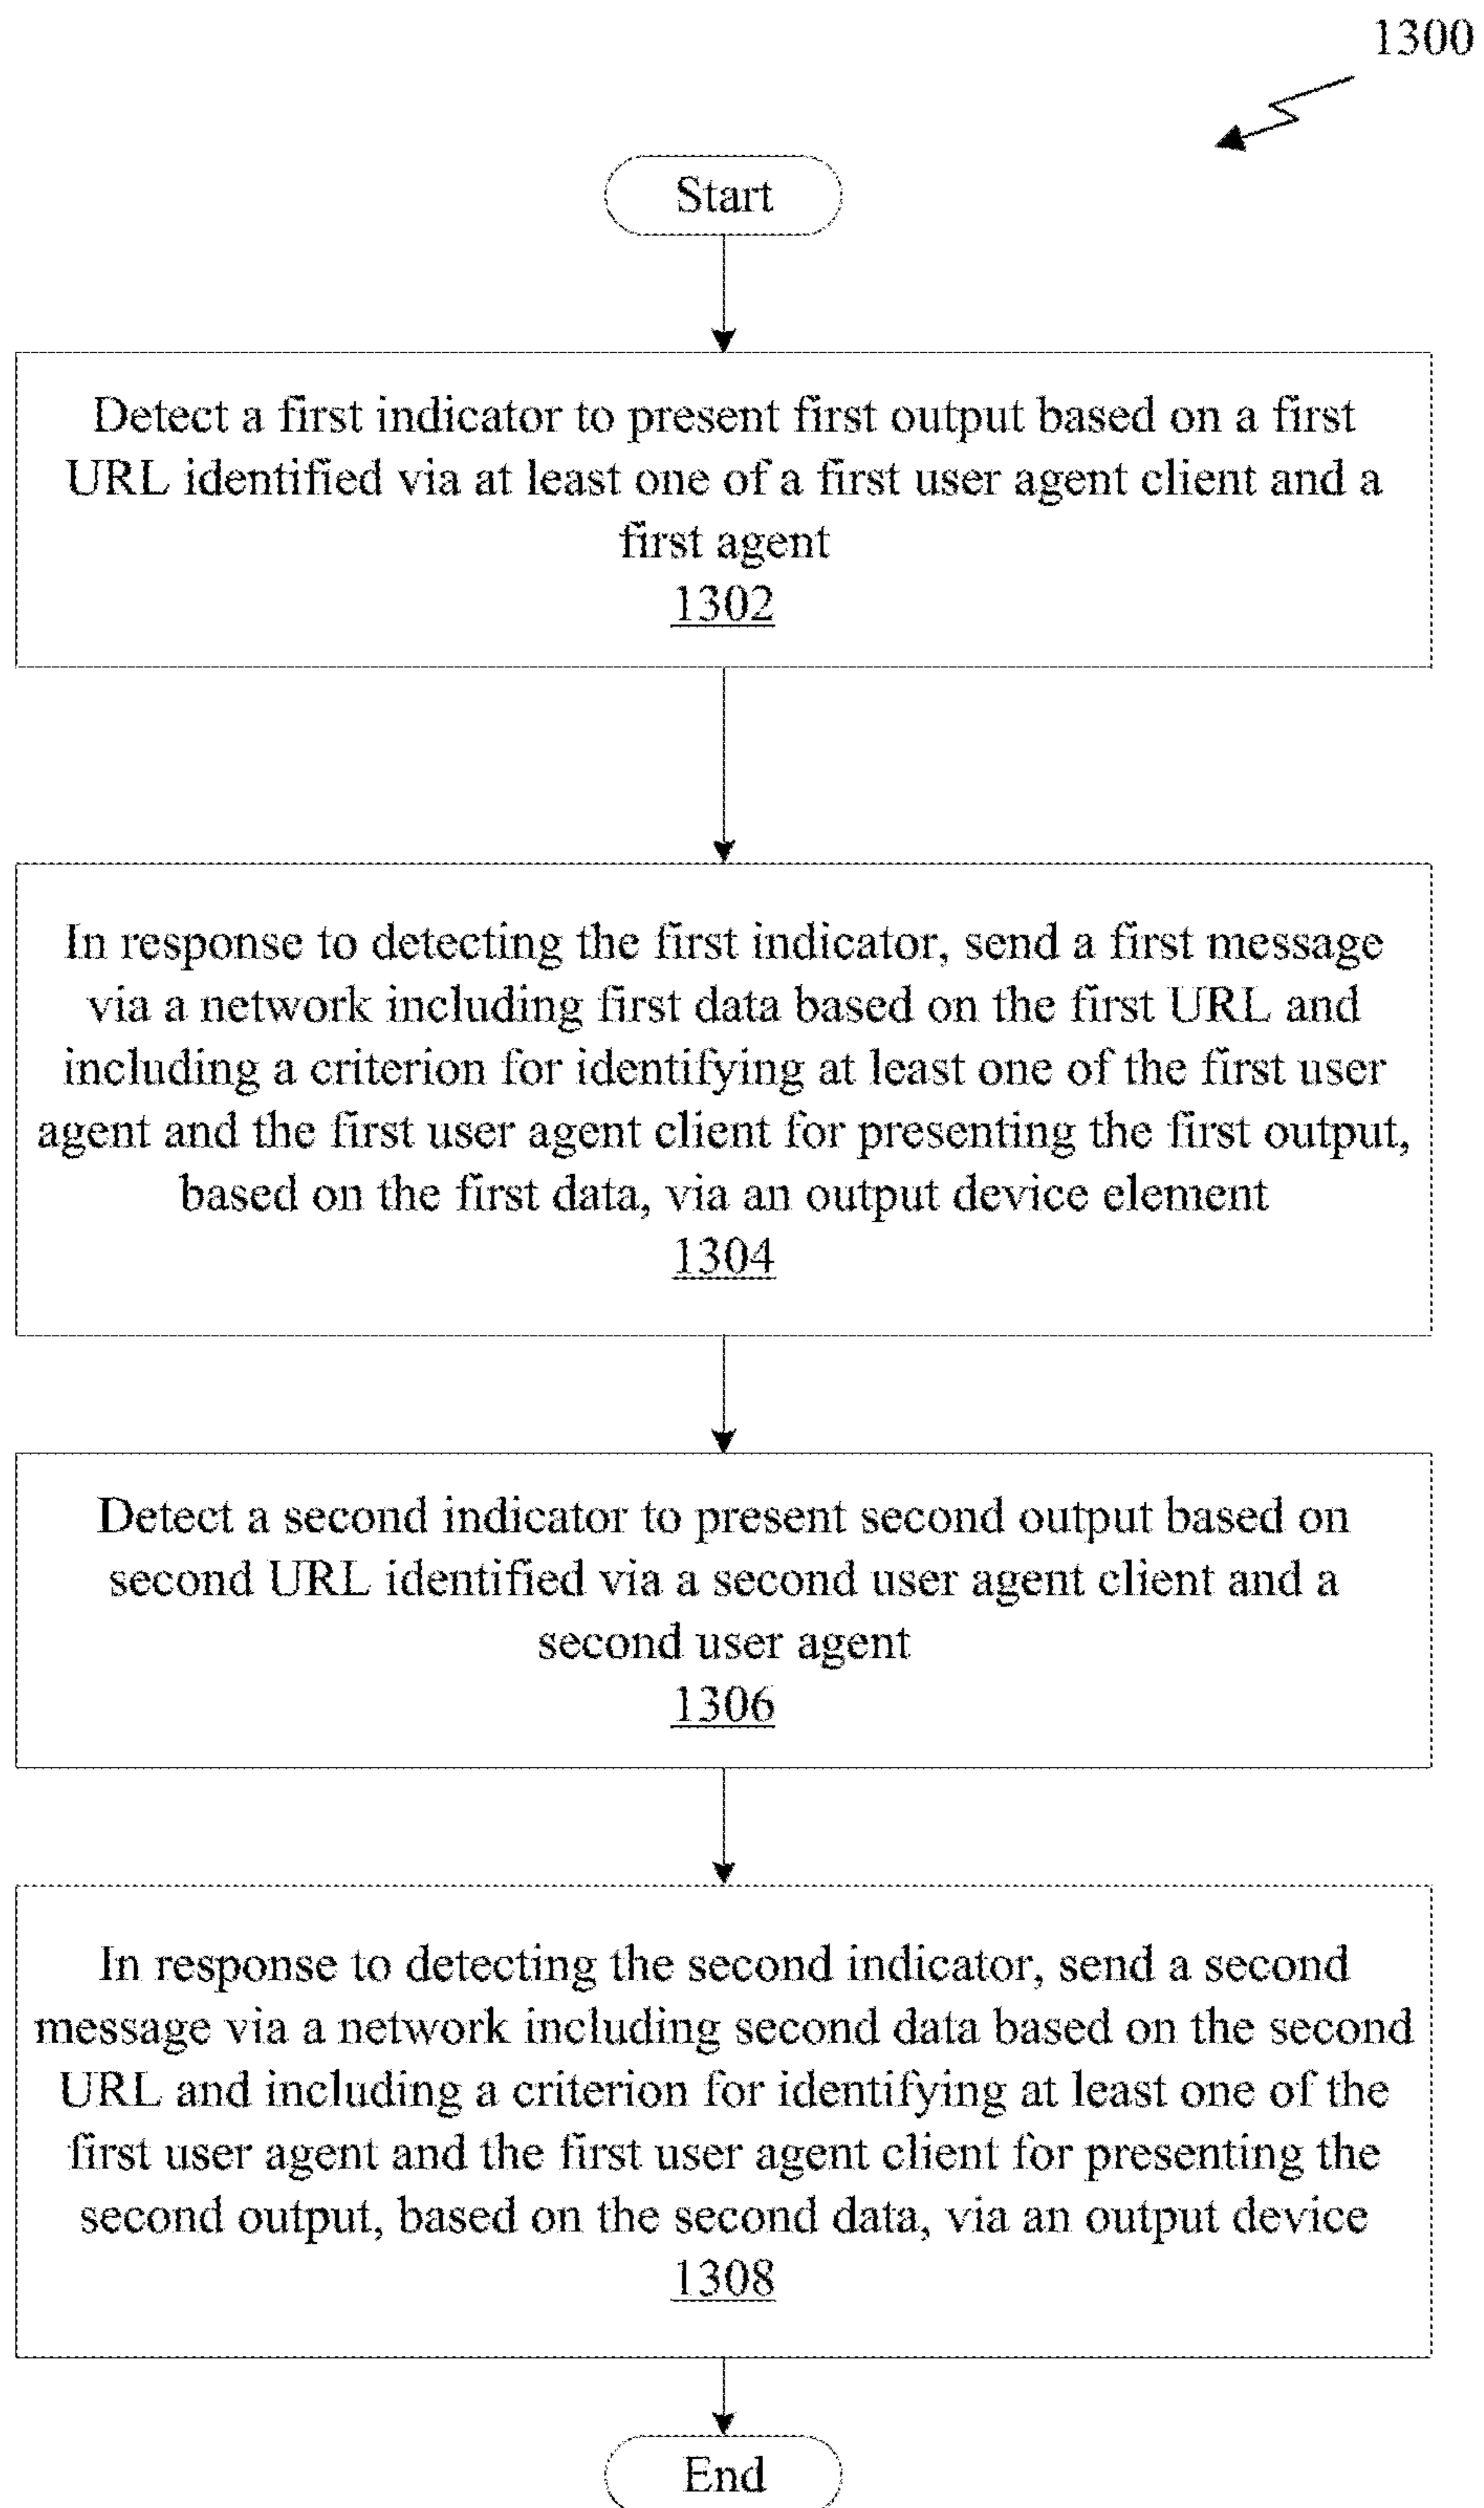 1300
Start
Detect a first indicator to present first output based on a first
URL identified via at least one of a first user agent client and a
first agent
1302
In response to detecting the first indicator, send a first message
via a network including first data based on the first URL and
including a criterion for identifying at least one of the first user
agent and the first user agent client for presenting the first output,
based on the first data, via an output device element
1304
Detect a second indicator to present second output based on
second URL identified via a second user agent client and a
second user agent
1306
In response to detecting the second indicator, send a second
message via a network including second data based on the second
URL and including a criterion for identifying at least one of the
first user agent and the first user agent client for presenting the
second output, based on the second data, via an output device
1308
End